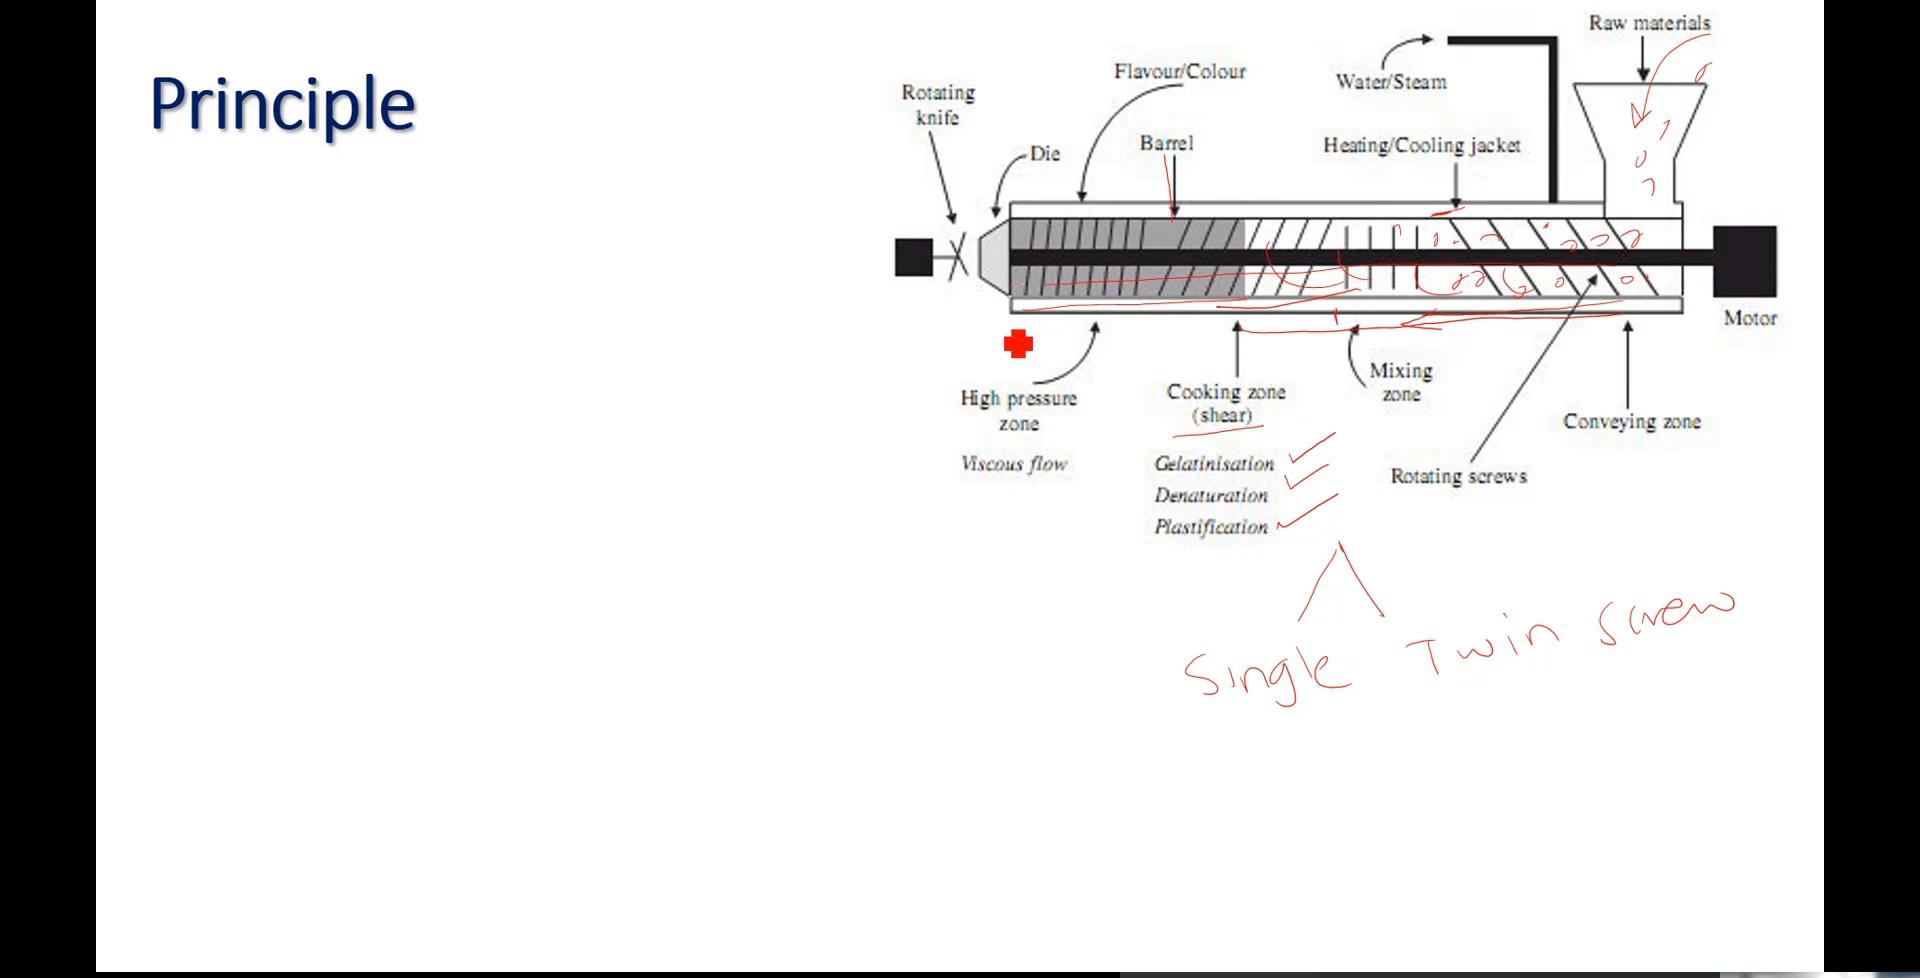 Principle
Raw materials
Water/Steam
Flavour/Colour
Rotating
knife
Die
Barrel
Heating/Cooling jacket
Motor
High pressure
zone
Viscous flow
Cooking zone
(shear)
Gelatinisation
Denaturation
Plastification
Mixing
zone
Rotating screws
Conveying zone
Single Twin Screw